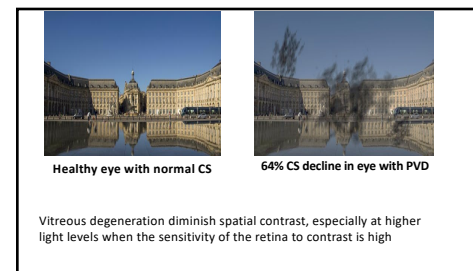 Healthy eye with normal CS
64% CS decline in eye with PVD
Vitreous degeneration diminish spatial contrast, especially at higher
light levels when the sensitivity of the retina to contrast is high